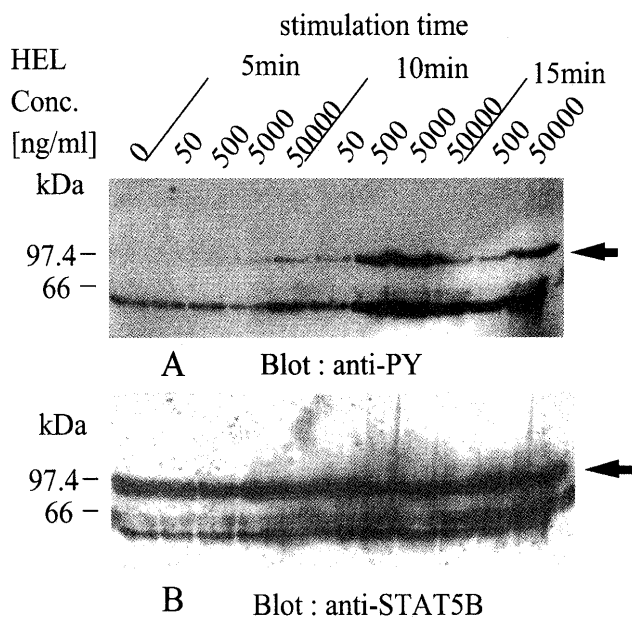 stimulation time
HEL
Conc.
[ng/ml]
5min
10min
15min
0
50
500
5000
50000
50
500
5000
50000
500
50000
kDa
97.4
66
A
Blot : anti-PY
kDa
97.4
66
B
Blot : anti-STAT5B